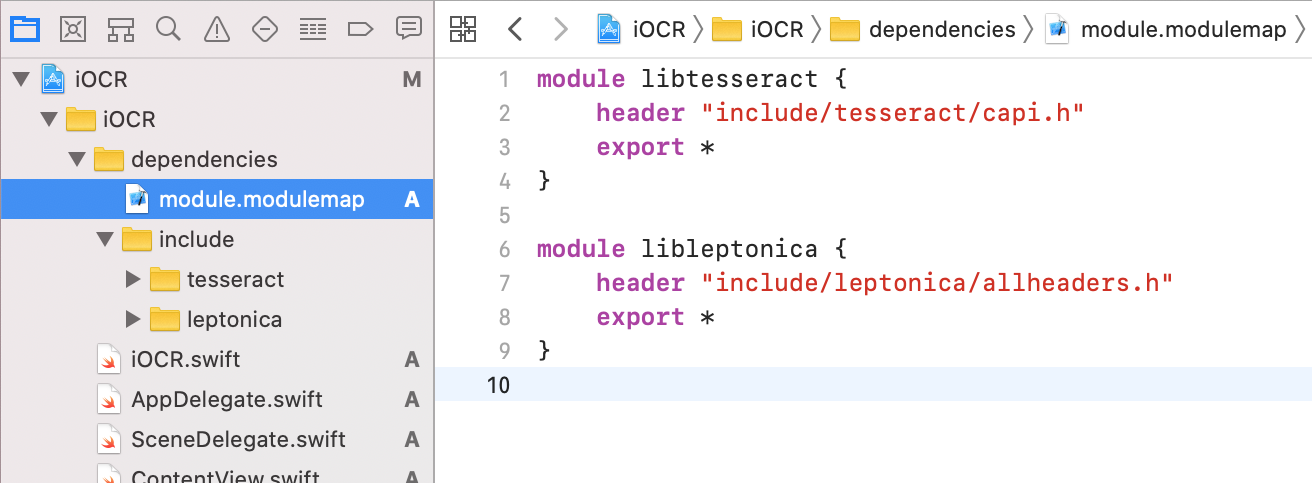 iOCR iOCR dependencies module.modulemap
iOCR M
iOCR
dependencies
module.modulemap A
include
tesseract
leptonica
iOCR.swift A
AppDelegate.swift A
SceneDelegate.swift A
ContentView.swift A
1 module libtesseract {
2 header "include/tesseract/capi.h"
3 export *
4 }
5
6 module libleptonica {
7 header "include/leptonica/allheaders.h"
8 export *
9 }
10